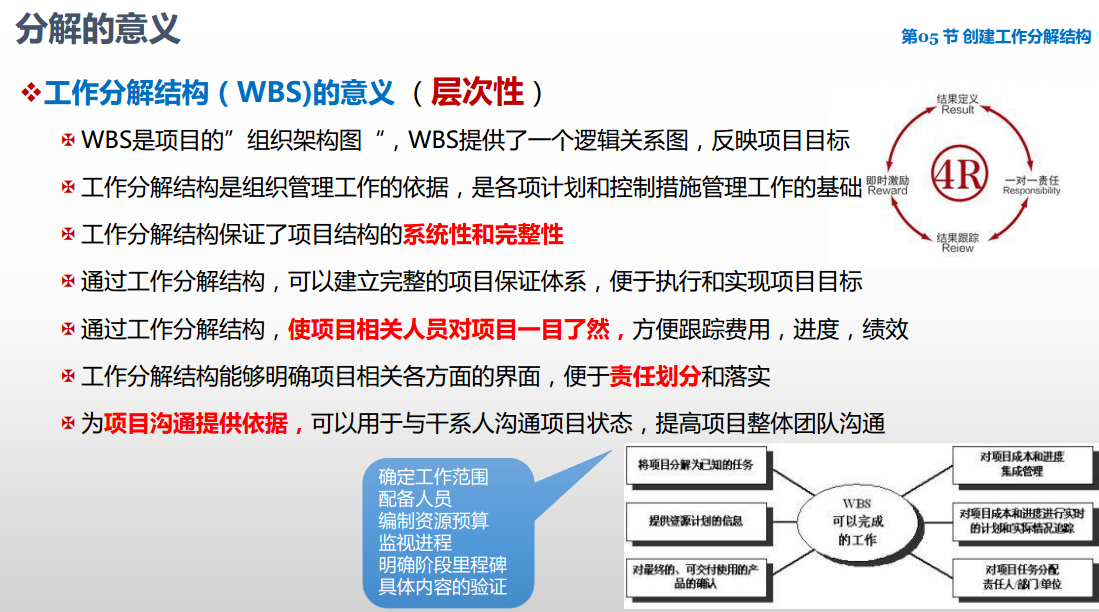 分解的意义
第05 节 创建工作分解结构
工作分解结构（WBS)的意义 （层次性）
WBS是项目的”组织架构图“，WBS提供了一个逻辑关系图，反映项目目标
工作分解结构是组织管理工作的依据，是各项计划和控制措施管理工作的基础
工作分解结构保证了项目结构的系统性和完整性
通过工作分解结构，可以建立完整的项目保证体系，便于执行和实现项目目标
通过工作分解结构，使项目相关人员对项目一目了然，方便跟踪费用，进度，绩效
工作分解结构能够明确项目相关各方面的界面，便于责任划分和落实
为项目沟通提供依据，可以用于与干系人沟通项目状态，提高项目整体团队沟通
结果定义
Result
4R
即时激励
Reward
一对一责任
Responsibility
结果跟踪
Reiew
确定工作范围
配备人员
编制资源预算
监视进程
明确阶段里程碑
具体内容的验证
将项目分解为已知的任务
提供资源计划的信息
对最终的、可交付使用的产
品的确认
WBS
可以完成
的工作
对项目成本和进度
集成管理
对项目成本和进度进行实时
的计划和实际情况追踪
对项目任务分配
责任人/部门/单位